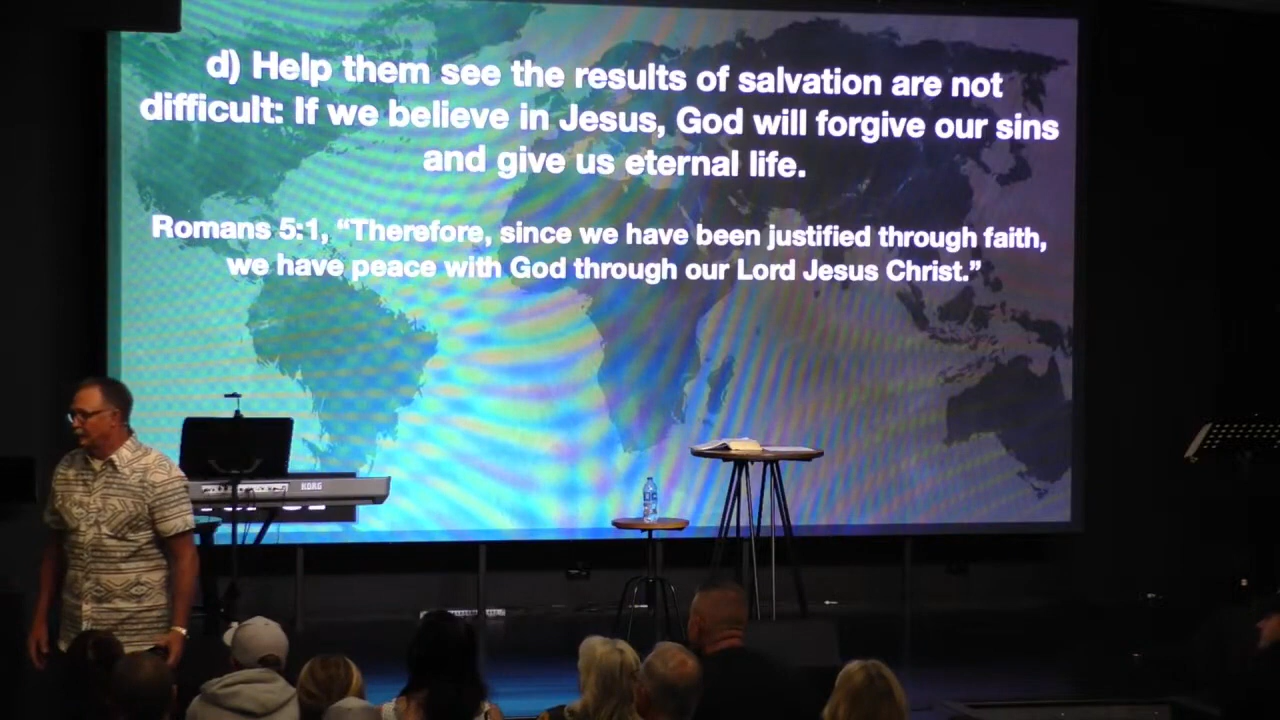 d) Help them see the results of salvation are not
difficult: If we believe in Jesus, God will forgive our sins
and give us eternal life.
Romans 5:1, “Therefore, since we have been justified through faith,
we have peace with God through our Lord Jesus Christ.”
KORG